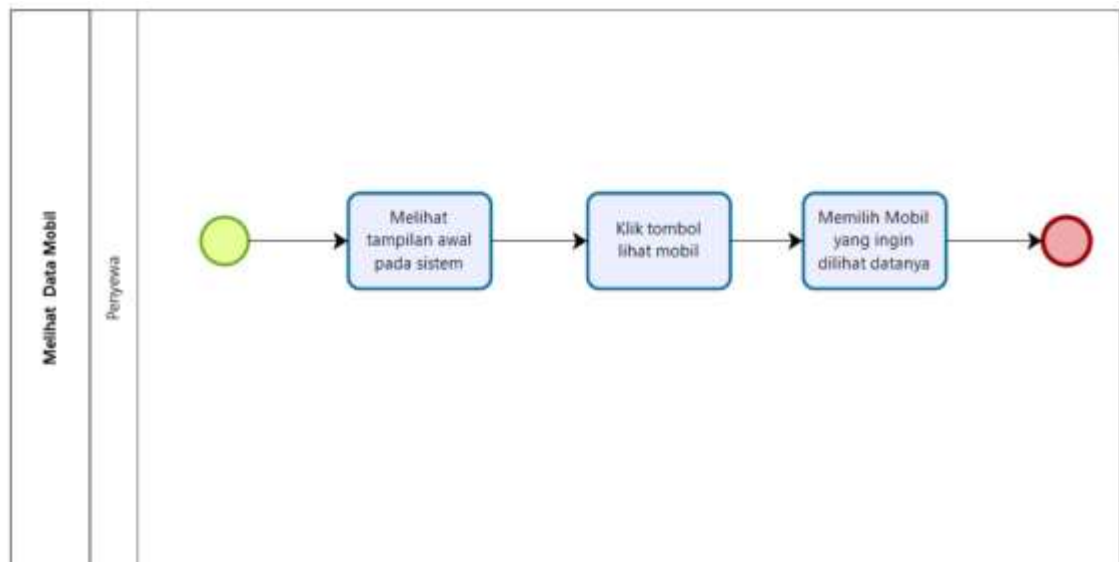 Melihat Data Mobil
Penyewa
Melihat
tampilan awal
pada sistem
Klik tombol
lihat mobil
Memilih Mobil
yang ingin
dilihat datanya